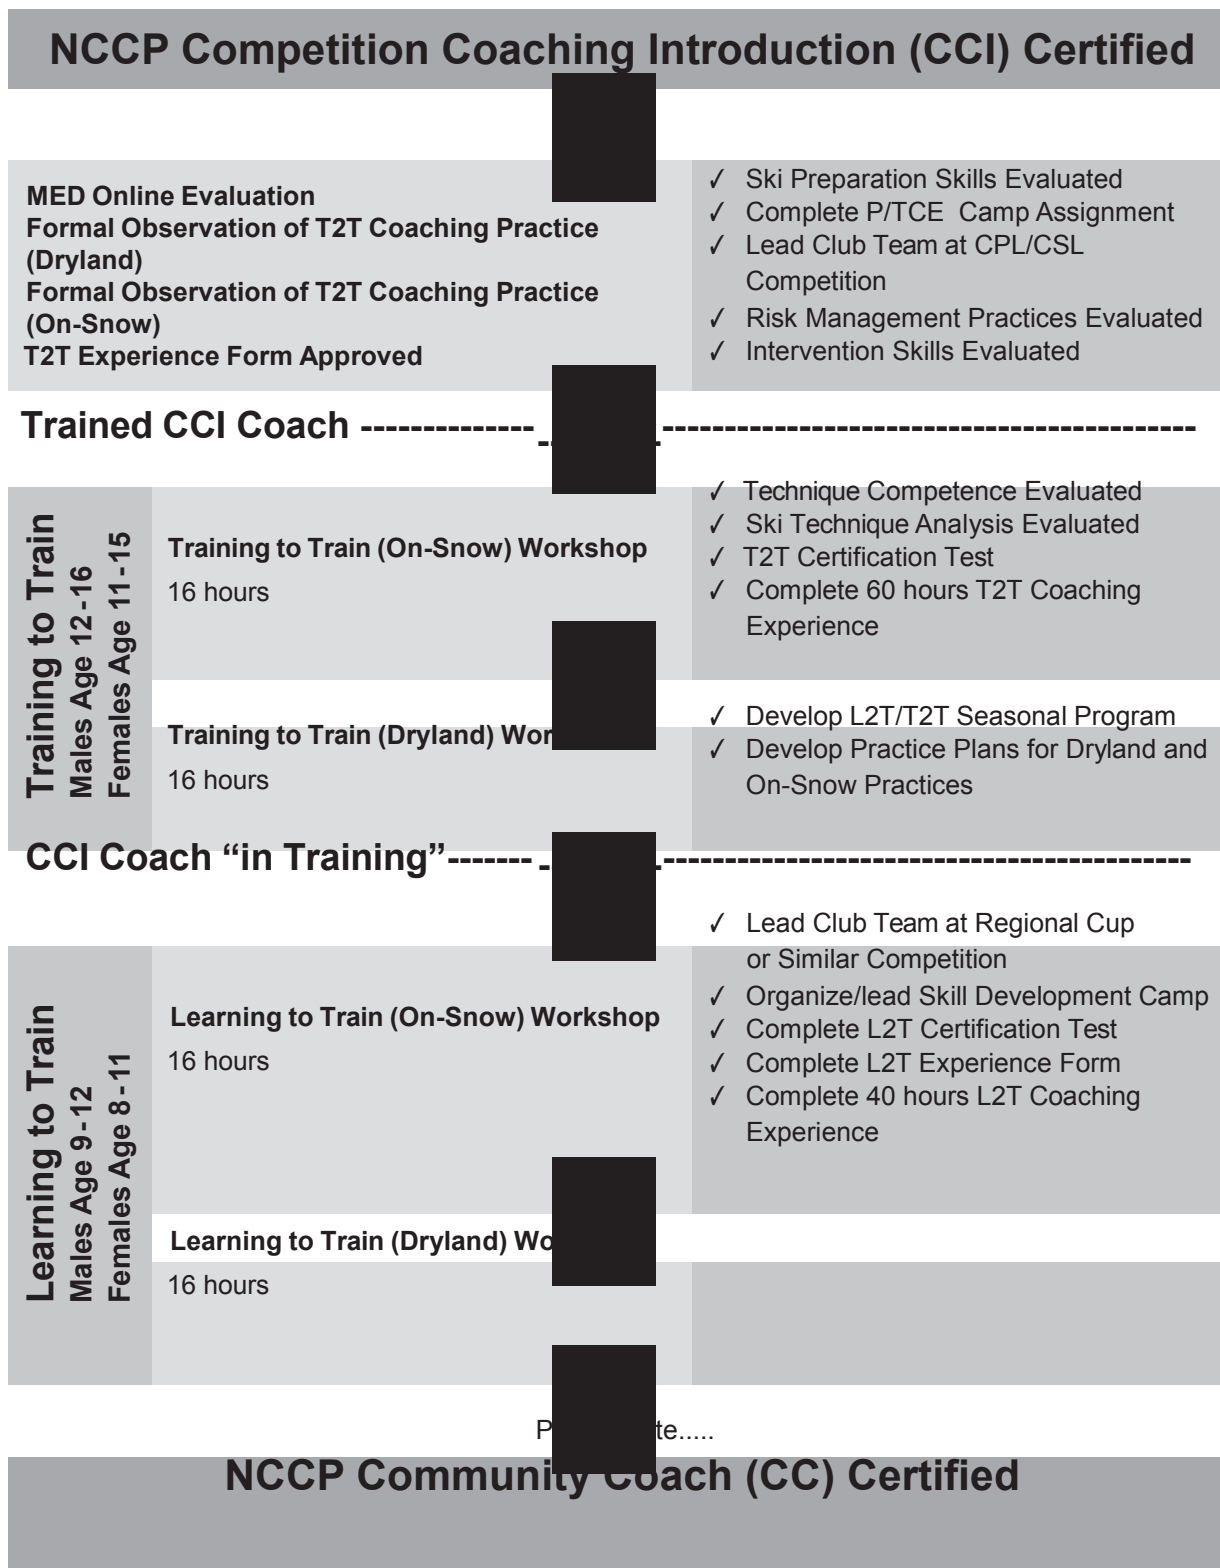 NCCP Competition Coaching Introduction (CCI) Certified
MED Online Evaluation
Formal Observation of T2T Coaching Practice
(Dryland)
Formal Observation of T2T Coaching Practice
(On-Snow)
T2T Experience Form Approved
✓ Ski Preparation Skills Evaluated
✓ Complete P/TCE Camp Assignment
✓ Lead Club Team at CPL/CSL
Competition
✓ Risk Management Practices Evaluated
✓ Intervention Skills Evaluated
Trained CCI Coach
Training to Train
Males Age 12-16
Females Age 11-15
Training to Train (On-Snow) Workshop
16 hours
✓ Technique Competence Evaluated
✓ Ski Technique Analysis Evaluated
✓ T2T Certification Test
✓ Complete 60 hours T2T Coaching
Experience
Training to Train (Dryland)
16 hours
✓ Develop L2T/T2T Seasonal Program
✓ Develop Practice Plans for Dryland and
On-Snow Practices
CCI Coach “in Training”
Learning to Train
Males Age 9-12
Females Age 8-11
Learning to Train (On-Snow) Workshop
16 hours
✓ Lead Club Team at Regional Cup
or Similar Competition
✓ Organize/lead Skill Development Camp
✓ Complete L2T Certification Test
✓ Complete L2T Experience Form
✓ Complete 40 hours L2T Coaching
Experience
Learning to Train (Dryland)
16 hours
NCCP Community Coach (CC) Certified